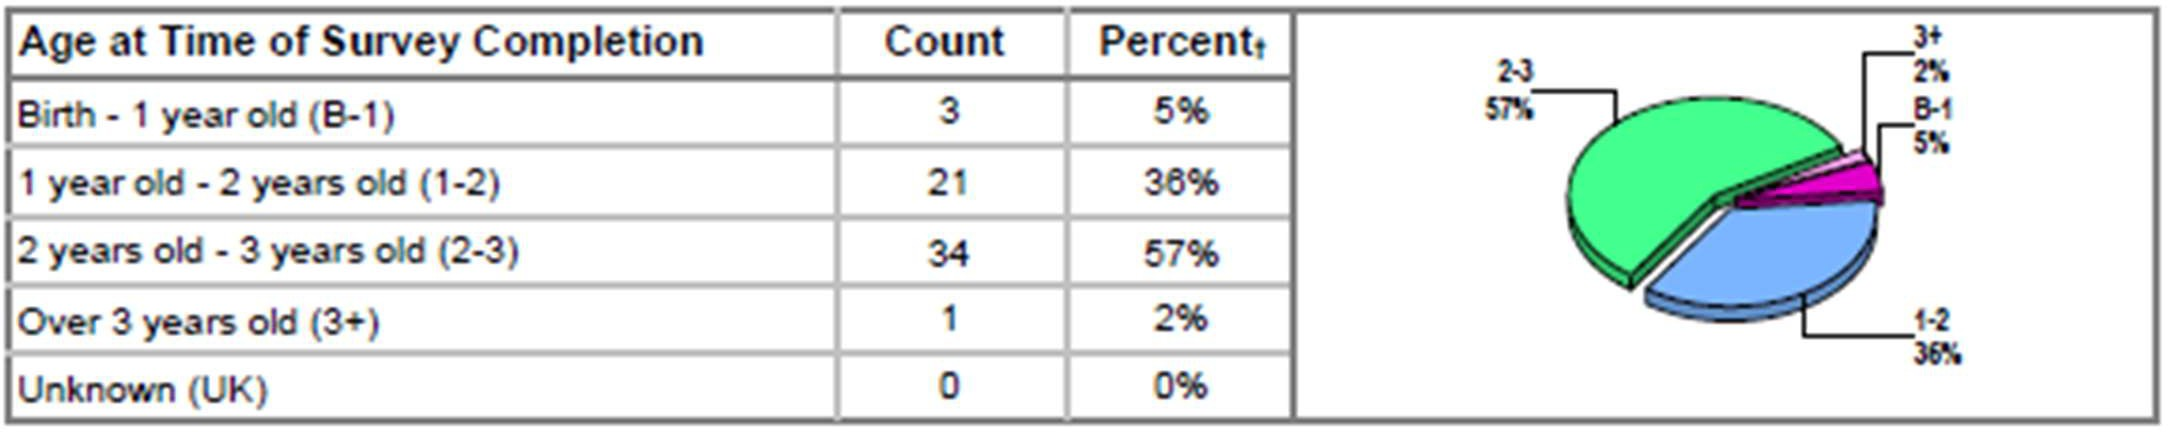 Age at Time of Survey Completion Count Percent†
Birth - 1 year old (B-1) 3 5%
1 year old - 2 years old (1-2) 21 36%
2 years old - 3 years old (2-3) 34 57%
Over 3 years old (3+) 1 2%
Unknown (UK) 0 0%
2-3
57%
3+
2%
B-1
5%
1-2
36%